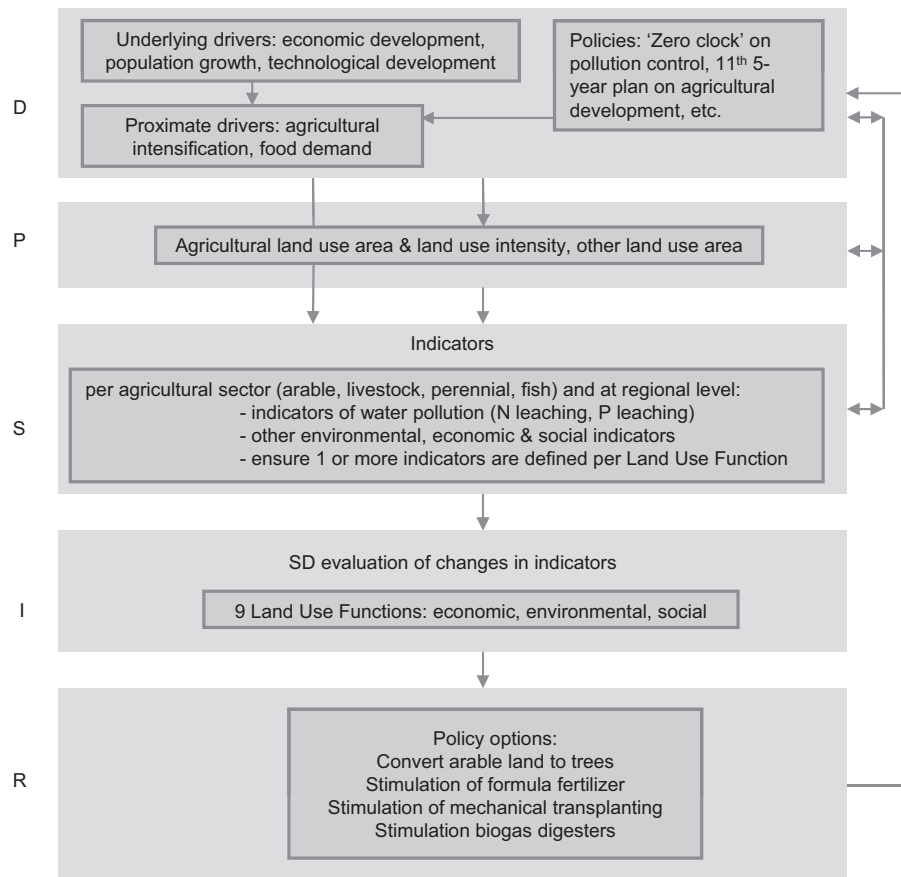 D
Underlying drivers: economic development,
population growth, technological development
Policies: ‘Zero clock’ on
pollution control, 11th 5-
year plan on agricultural
development, etc.
Proximate drivers: agricultural
intensification, food demand
P
Agricultural land use area & land use intensity, other land use area
S
Indicators
per agricultural sector (arable, livestock, perennial, fish) and at regional level:
- indicators of water pollution (N leaching, P leaching)
- other environmental, economic & social indicators
- ensure 1 or more indicators are defined per Land Use Function
I
SD evaluation of changes in indicators
9 Land Use Functions: economic, environmental, social
R
Policy options:
Convert arable land to trees
Stimulation of formula fertilizer
Stimulation of mechanical transplanting
Stimulation biogas digesters